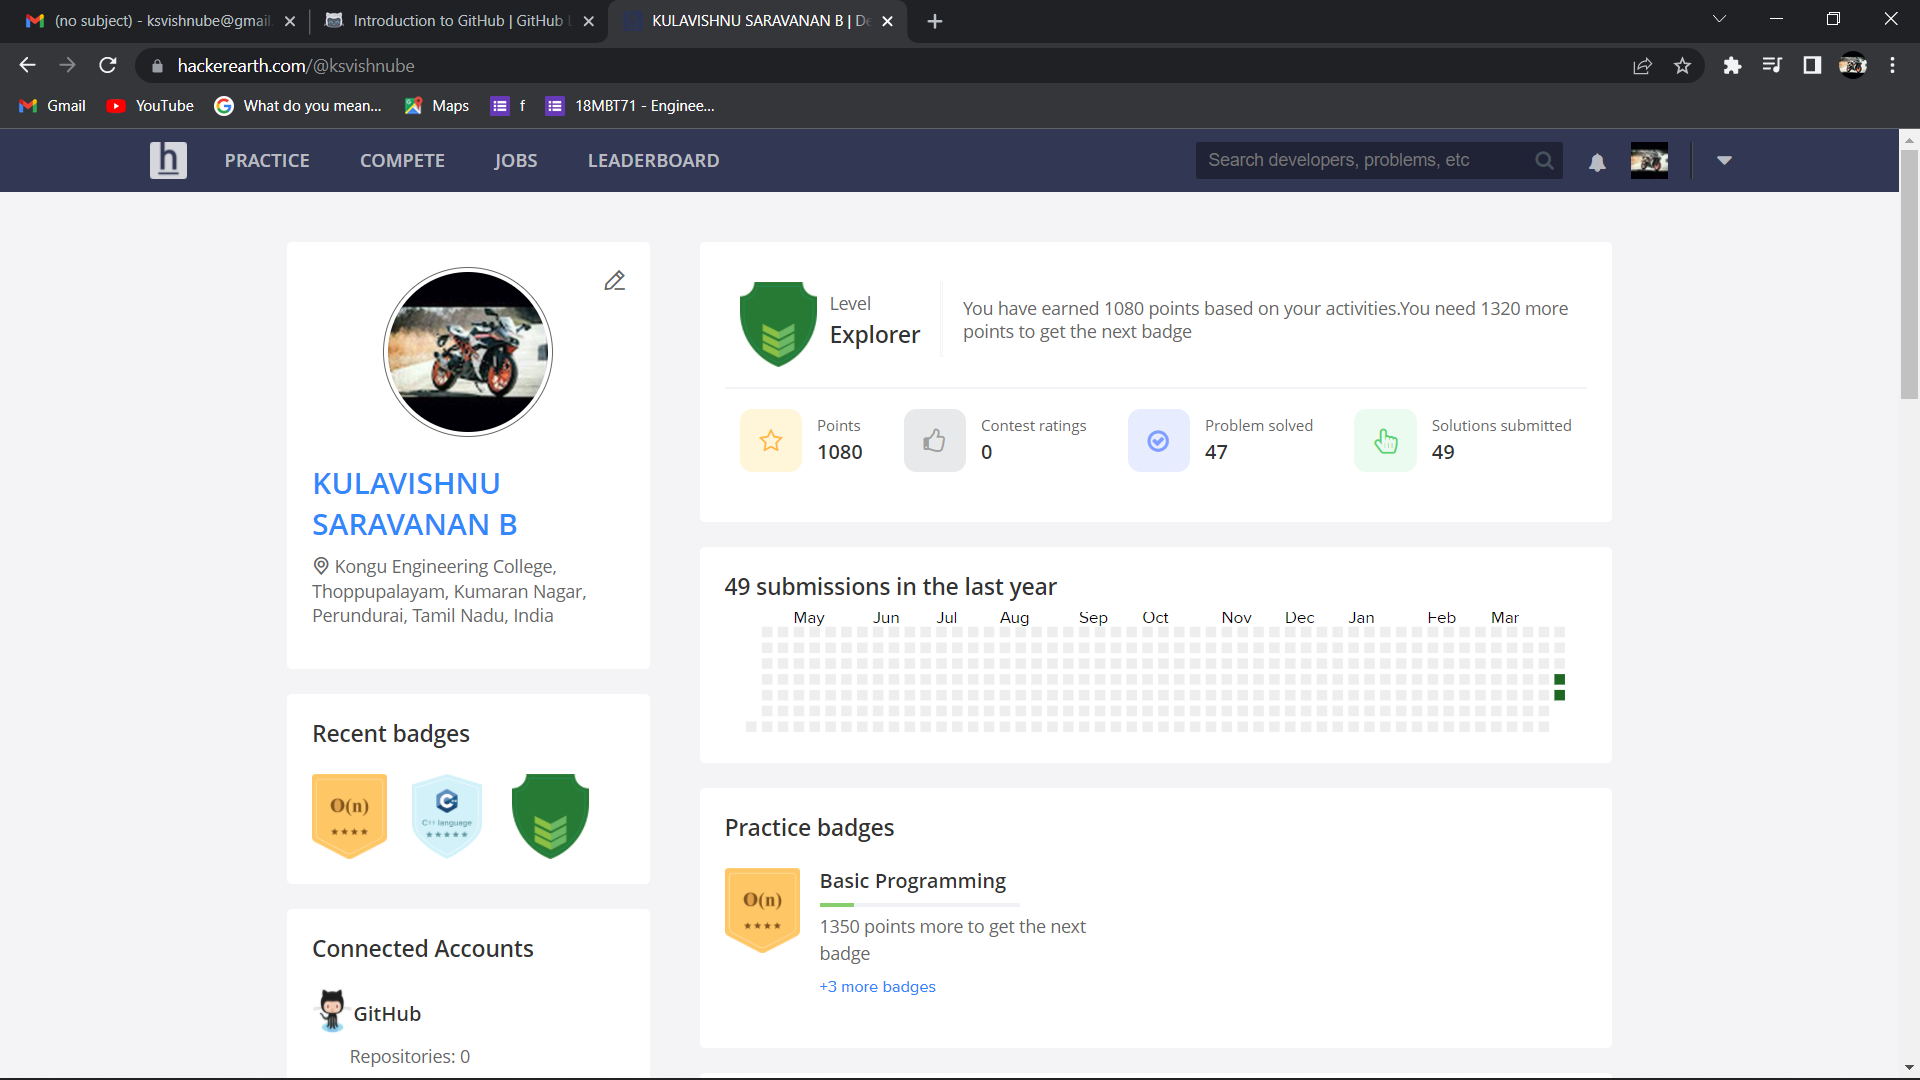 (no subject) - ksvishnube@gmail.
Introduction to GitHub | GitHub
KULAVISHNU SARAVANAN B | De
hackerearth.com/@ksvishnube
Gmail
YouTube
What do you mean...
Maps
f
18MBT71 - Enginee...
h
PRACTICE
COMPETE
JOBS
LEADERBOARD
Search developers, problems, etc
KULAVISHNU
SARAVANAN B
Kongu Engineering College,
Thoppupalayam, Kumaran Nagar,
Perundurai, Tamil Nadu, India
Recent badges
O(n)
C++ language
Connected Accounts
GitHub
Repositories: 0
Level
Explorer
You have earned 1080 points based on your activities.You need 1320 more
points to get the next badge
Points
1080
Contest ratings
0
Problem solved
47
Solutions submitted
49
49 submissions in the last year
May Jun Jul Aug Sep Oct Nov Dec Jan Feb Mar
Practice badges
O(n)
Basic Programming
1350 points more to get the next
badge
+3 more badges